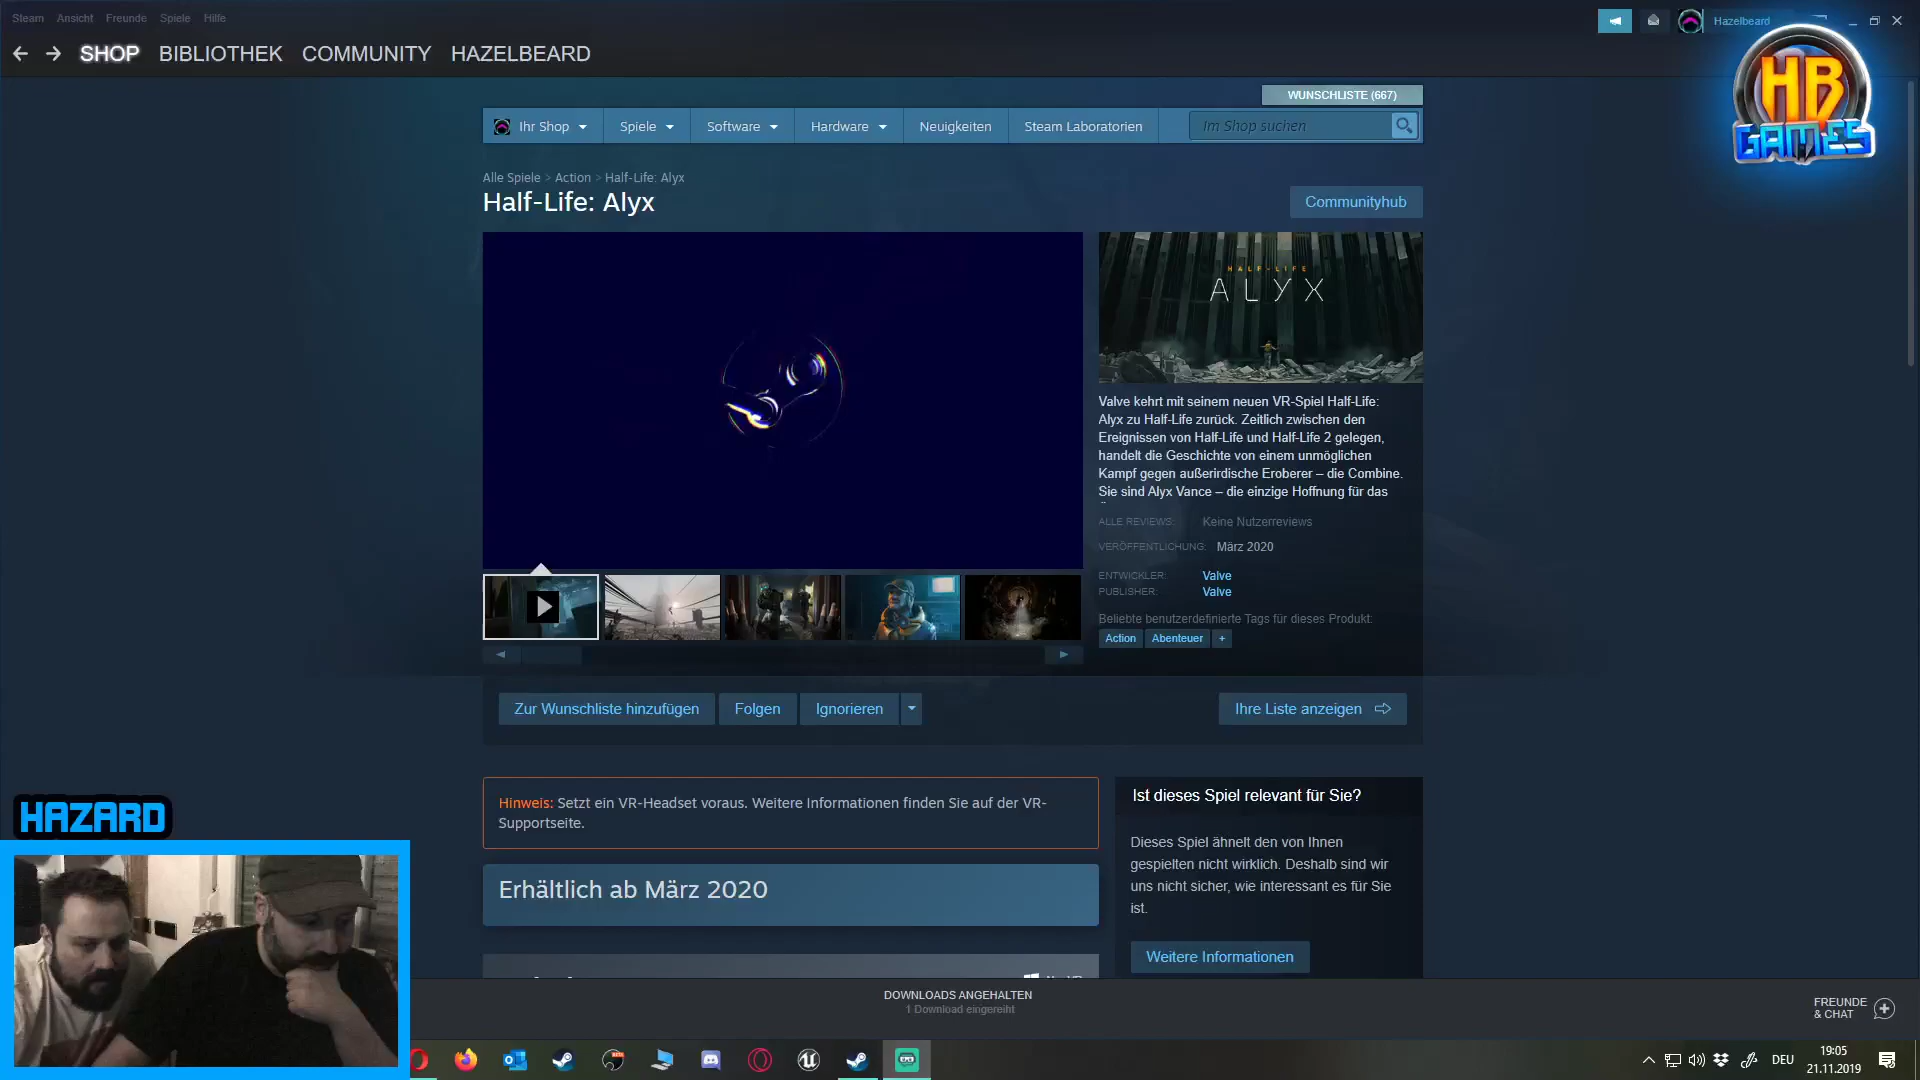 Steam Ansicht Freunde Spiele Hilfe
Hazelbeard
SHOP BIBLIOTHEK COMMUNITY HAZELBEARD
HB
GAMES
WUNSCHLISTE (667)
Ihr Shop Spiele Software Hardware Neuigkeiten Steam Laboratorien Im Shop suchen
Alle Spiele > Action > Half-Life: Alyx
Half-Life: Alyx
Communityhub
HALF-LIFE
ALYX
Valve kehrt mit seinem neuen VR-Spiel Half-Life:
Alyx zu Half-Life zurück. Zeitlich zwischen den
Ereignissen von Half-Life und Half-Life 2 gelegen,
handelt die Geschichte von einem unmöglichen
Kampf gegen außerirdische Eroberer – die Combine.
Sie sind Alyx Vance – die einzige Hoffnung für das
ALLE REVIEWS: Keine Nutzerreviews
VERÖFFENTLICHUNG: März 2020
ENTWICKLER: Valve
PUBLISHER: Valve
Beliebte benutzerdefinierte Tags für dieses Produkt:
Action Abenteuer +
Zur Wunschliste hinzufügen Folgen Ignorieren Ihre Liste anzeigen
Hinweis: Setzt ein VR-Headset voraus. Weitere Informationen finden Sie auf der VR-
Supportseite.
Erhältlich ab März 2020
Ist dieses Spiel relevant für Sie?
Dieses Spiel ähnelt den von Ihnen
gespielten nicht wirklich. Deshalb sind wir
uns nicht sicher, wie interessant es für Sie
ist.
Weitere Informationen
HAZARD
DOWNLOADS ANGEHALTEN
1 Download eingereiht
FREUNDE
& CHAT
DEU
19:05
21.11.2019